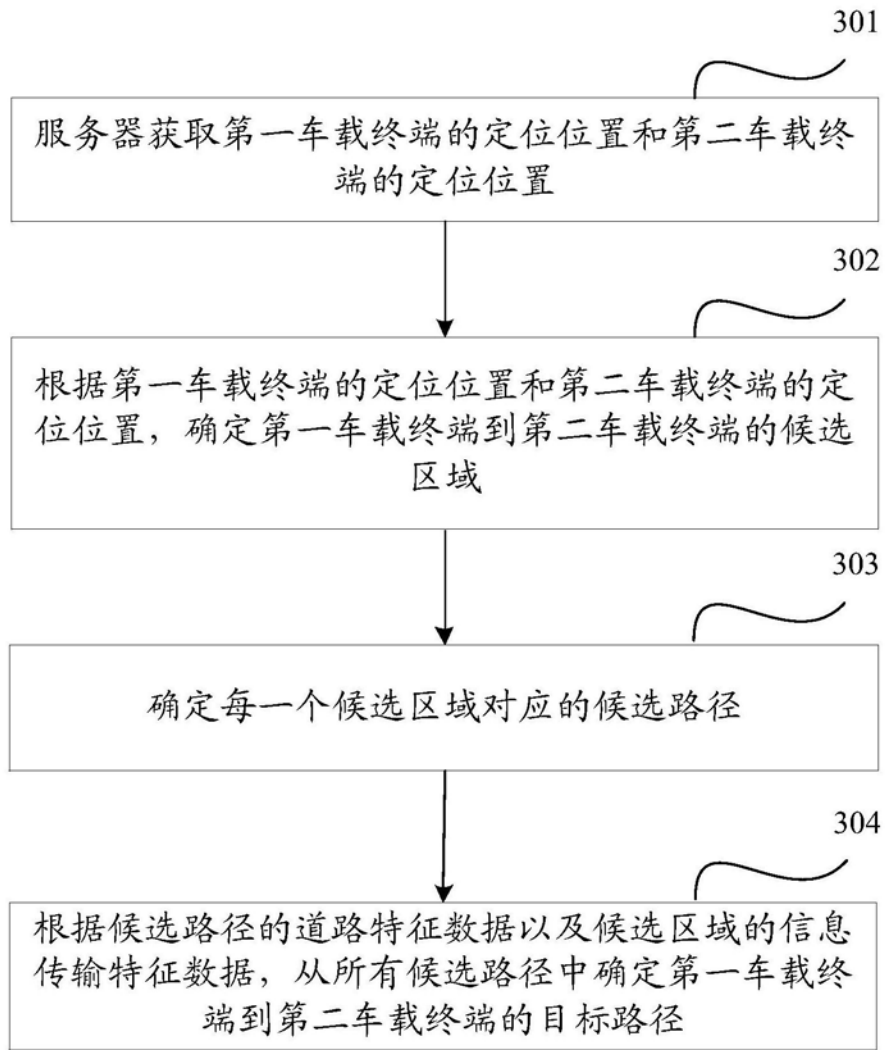 301
服务器获取第一车载终端的定位位置和第二车载终
端的定位位置
302
根据第一车载终端的定位位置和第二车载终端的定
位位置，确定第一车载终端到第二车载终端的候选
区域
303
确定每一个候选区域对应的候选路径
304
根据候选路径的道路特征数据以及候选区域的信息
传输特征数据，从所有候选路径中确定第一车载终
端到第二车载终端的目标路径